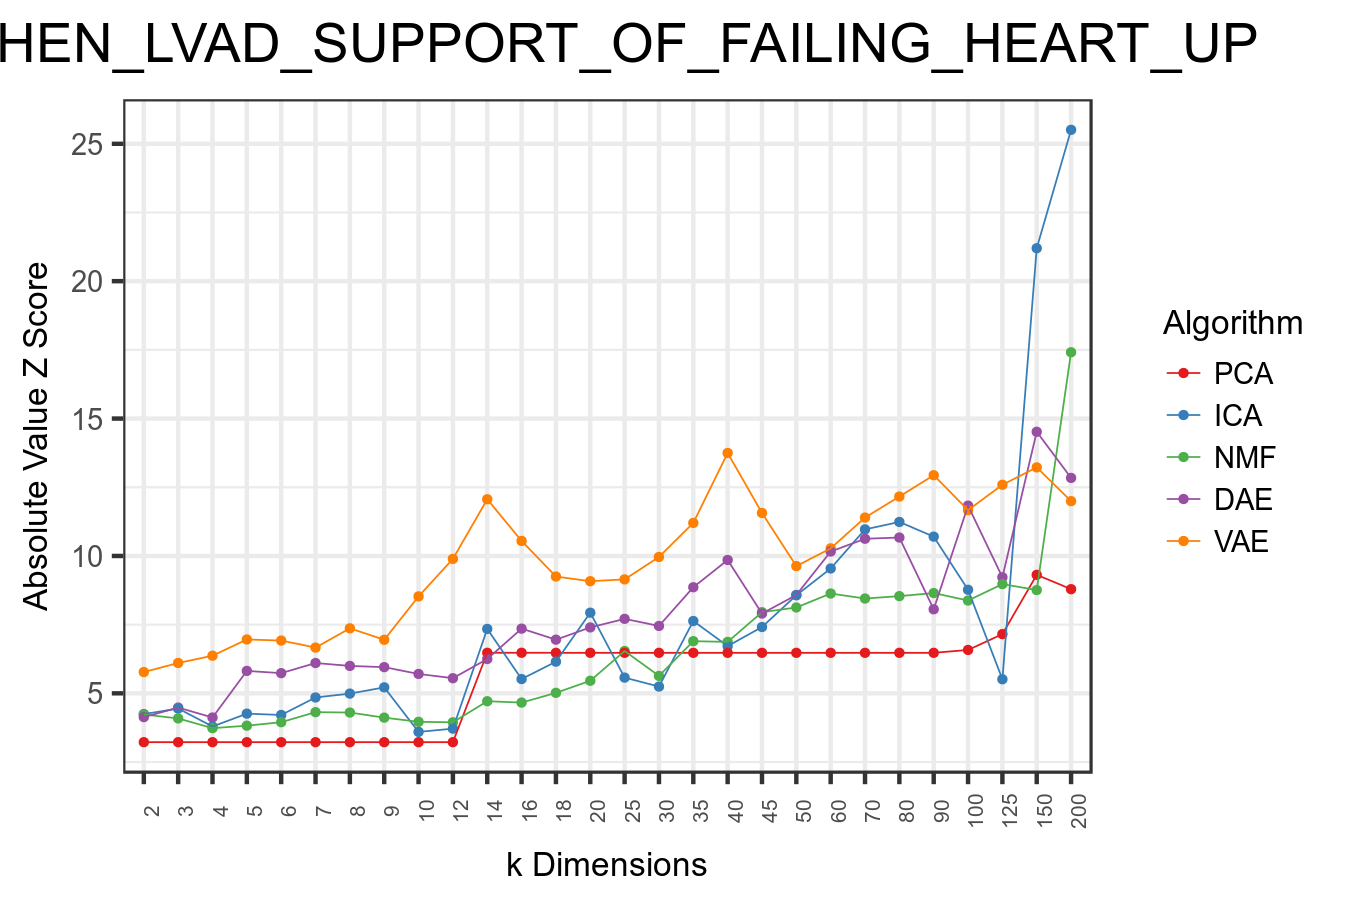 HEN_LVAD_SUPPORT_OF_FAILING_HEART_UP
25
20
15
10
5
Absolute Value Z Score
2 3 4 5 6 7 8 9 10 12 14 16 18 20 25 30 35 40 45 50 60 70 80 90 100 125 150 200
k Dimensions
Algorithm
PCA
ICA
NMF
DAE
VAE